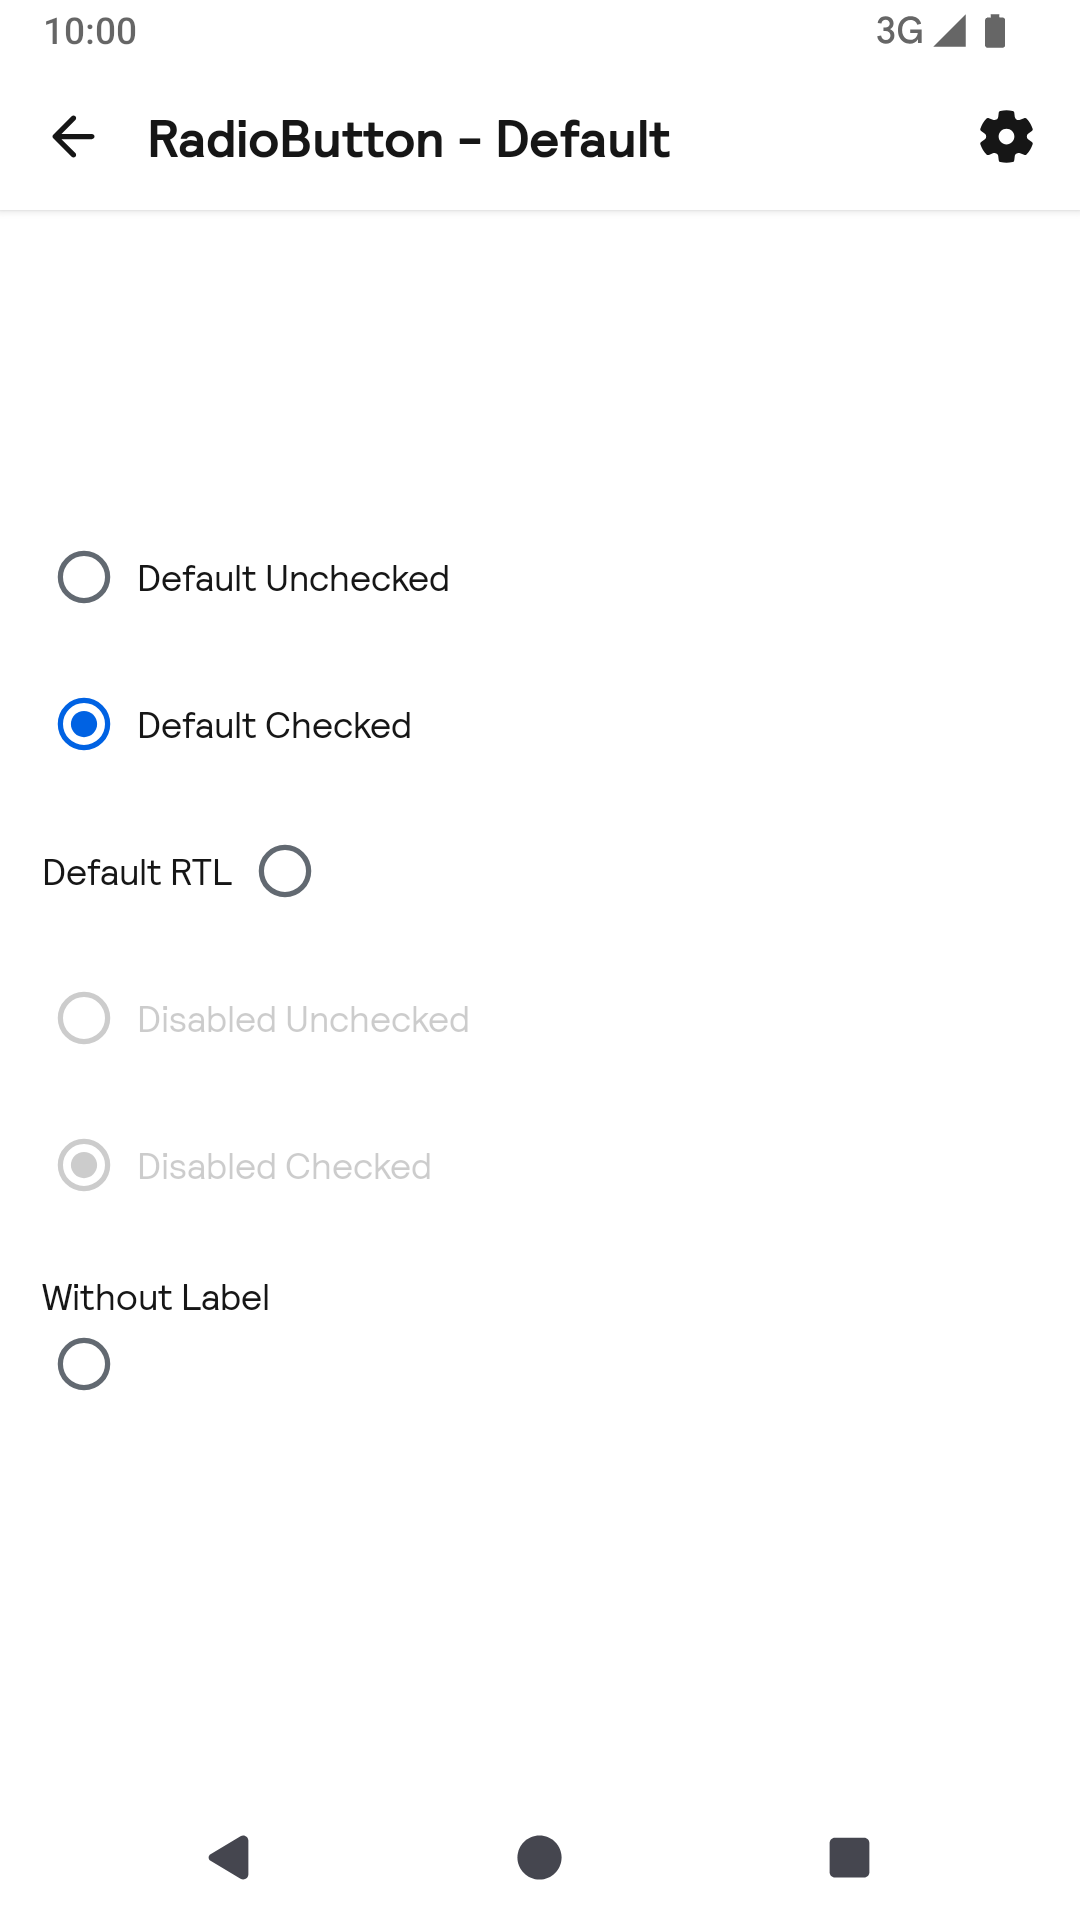 10:00
3G
RadioButton - Default
Default Unchecked
Default Checked
Default RTL
Disabled Unchecked
Disabled Checked
Without Label